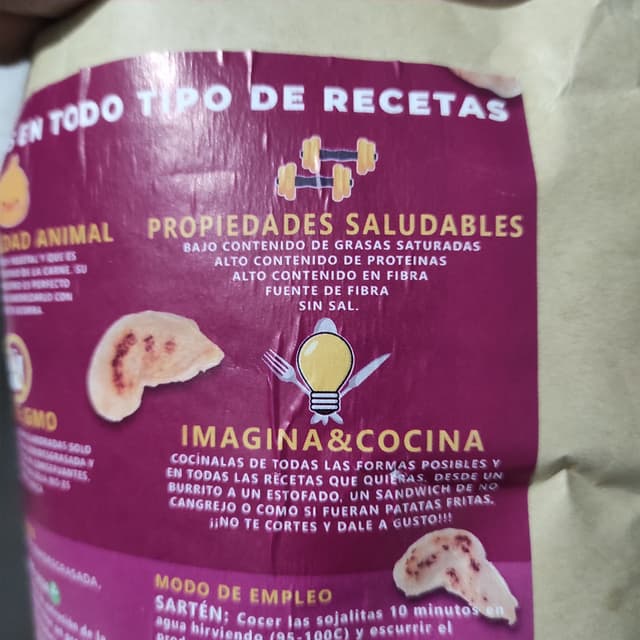 EN TODO TIPO DE RECETAS
DAD ANIMAL
PROPIEDADES SALUDABLES
BAJO CONTENIDO DE GRASAS SATURADAS
ALTO CONTENIDO DE PROTEINAS
ALTO CONTENIDO EN FIBRA
FUENTE DE FIBRA
SIN SAL.
GMO
IMAGINA&COCINA
COCÍNALAS DE TODAS LAS FORMAS POSIBLES Y
EN TODAS LAS RECETAS QUE QUIERAS. DESDE UN
BURRITO A UN ESTOFADO, UN SANDWICH DE NO
CANGREJO O COMO SI FUERAN PATATAS FRITAS.
¡¡NO TE CORTES Y DALE A GUSTO!!!
MODO DE EMPLEO
SARTÉN: Cocer las sojalitas 10 minutos en
agua hirviendo (95-100C) y escurrir el